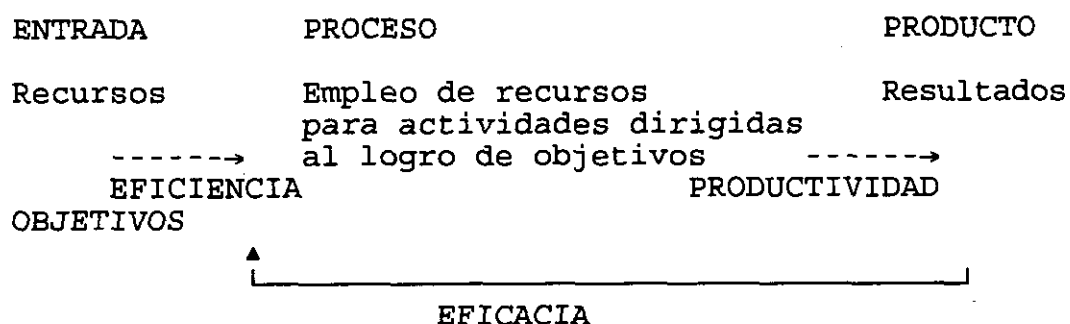 ENTRADA PROCESO PRODUCTO
Recursos Empleo de recursos Resultados
para actividades dirigidas
------→ al logro de objetivos ------→
EFICIENCIA PRODUCTIVIDAD
OBJETIVOS
EFICACIA